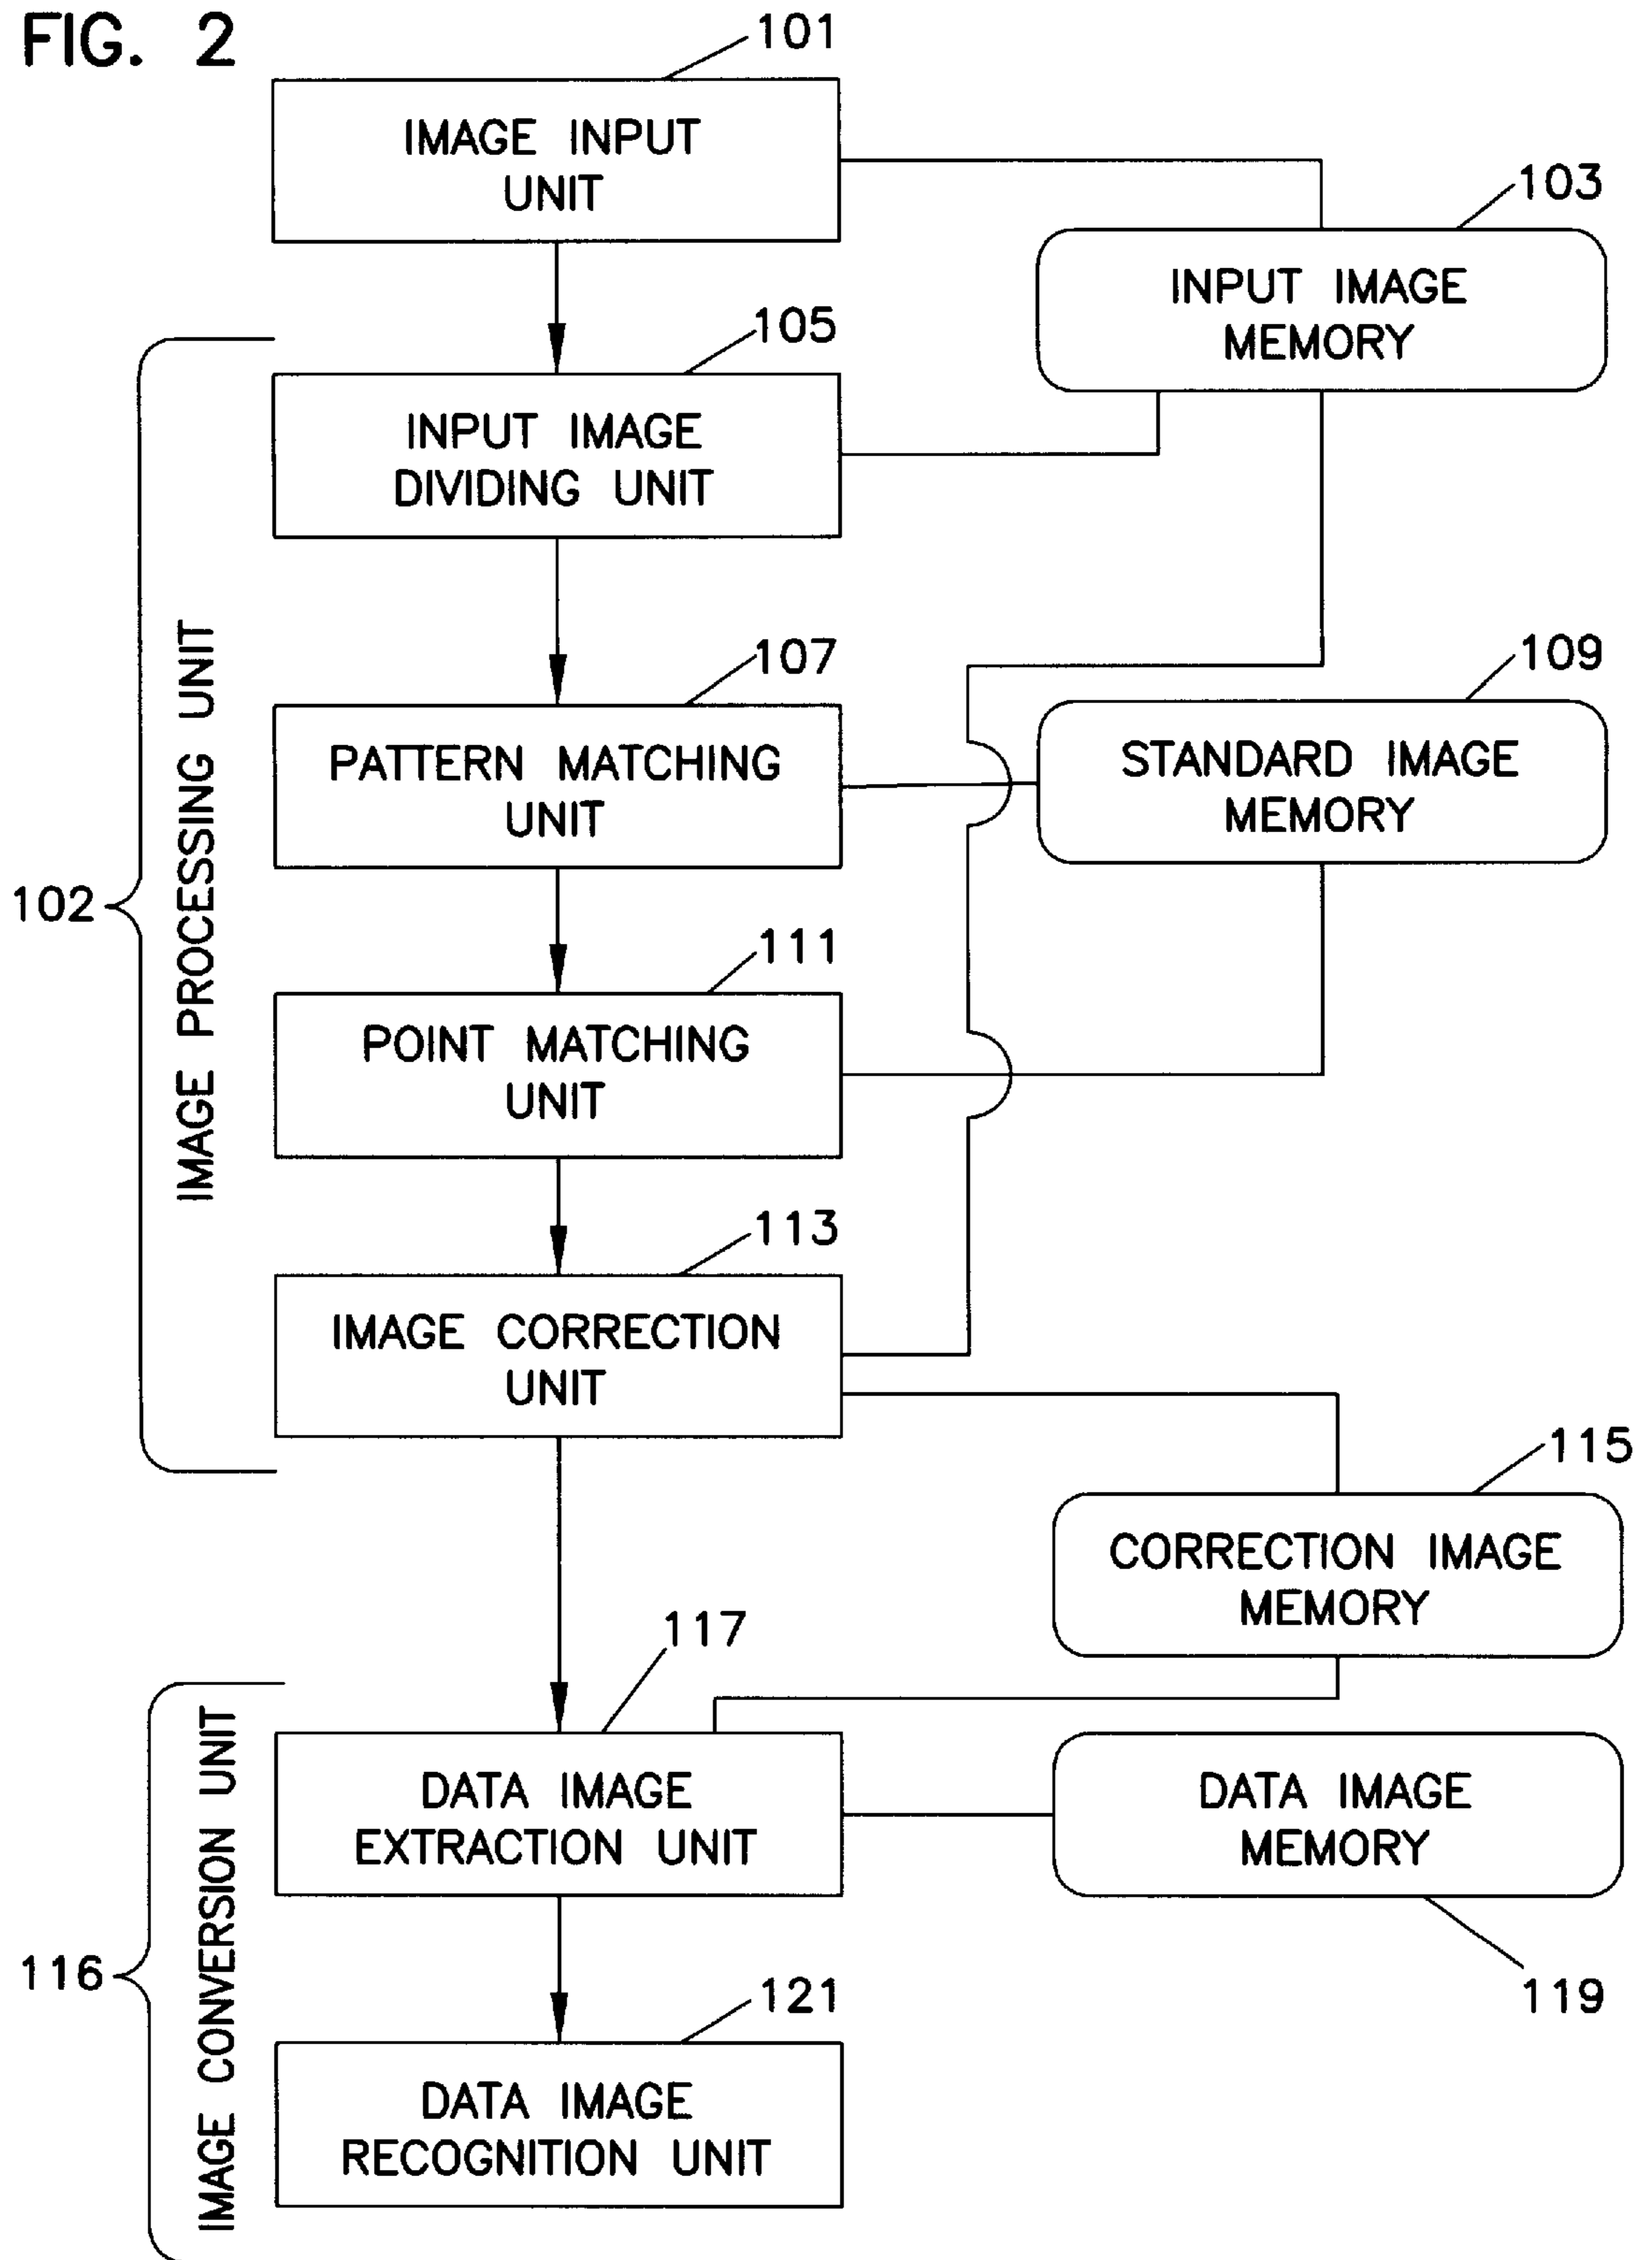 FIG. 2
101
IMAGE INPUT
UNIT
103
INPUT IMAGE
MEMORY
105
INPUT IMAGE
DIVIDING UNIT
102
IMAGE PROCESSING UNIT
107
PATTERN MATCHING
UNIT
109
STANDARD IMAGE
MEMORY
111
POINT MATCHING
UNIT
113
IMAGE CORRECTION
UNIT
115
CORRECTION IMAGE
MEMORY
116
IMAGE CONVERSION UNIT
117
DATA IMAGE
EXTRACTION UNIT
DATA IMAGE
MEMORY
119
121
DATA IMAGE
RECOGNITION UNIT